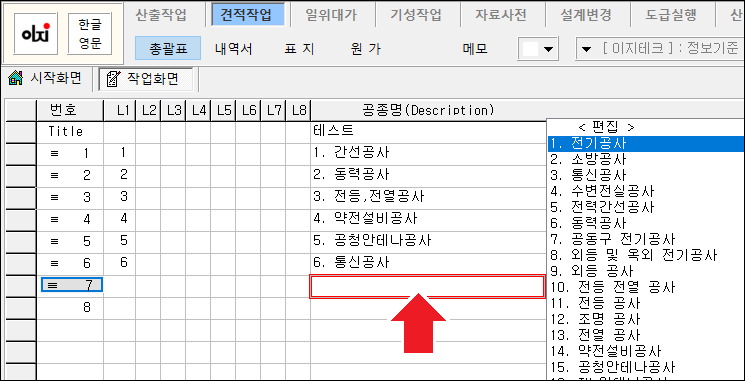 산출작업 견적작업 일위대가 기성작업 자료사전 설계변경 도급실행
이지 한글 영문
총괄표 내역서 표 지 원 가 메모 [이지테크] : 정보기준
시작화면 작업화면
번호 L1 L2 L3 L4 L5 L6 L7 L8 공종명(Description)
Title 테스트
≡ 1 1 1. 간선공사
≡ 2 2 2. 동력공사
≡ 3 3 3. 전등,전열공사
≡ 4 4 4. 약전설비공사
≡ 5 5 5. 공청안테나공사
≡ 6 6 6. 통신공사
≡ 7
8
< 편집 >
1. 전기공사
2. 소방공사
3. 통신공사
4. 수변전실공사
5. 전력간선공사
6. 동력공사
7. 공동구 전기공사
8. 외등 및 옥외 전기공사
9. 외등 공사
10. 전등 전열 공사
11. 전등 공사
12. 조명 공사
13. 전열 공사
14. 약전설비공사
15. 공청안테나공사